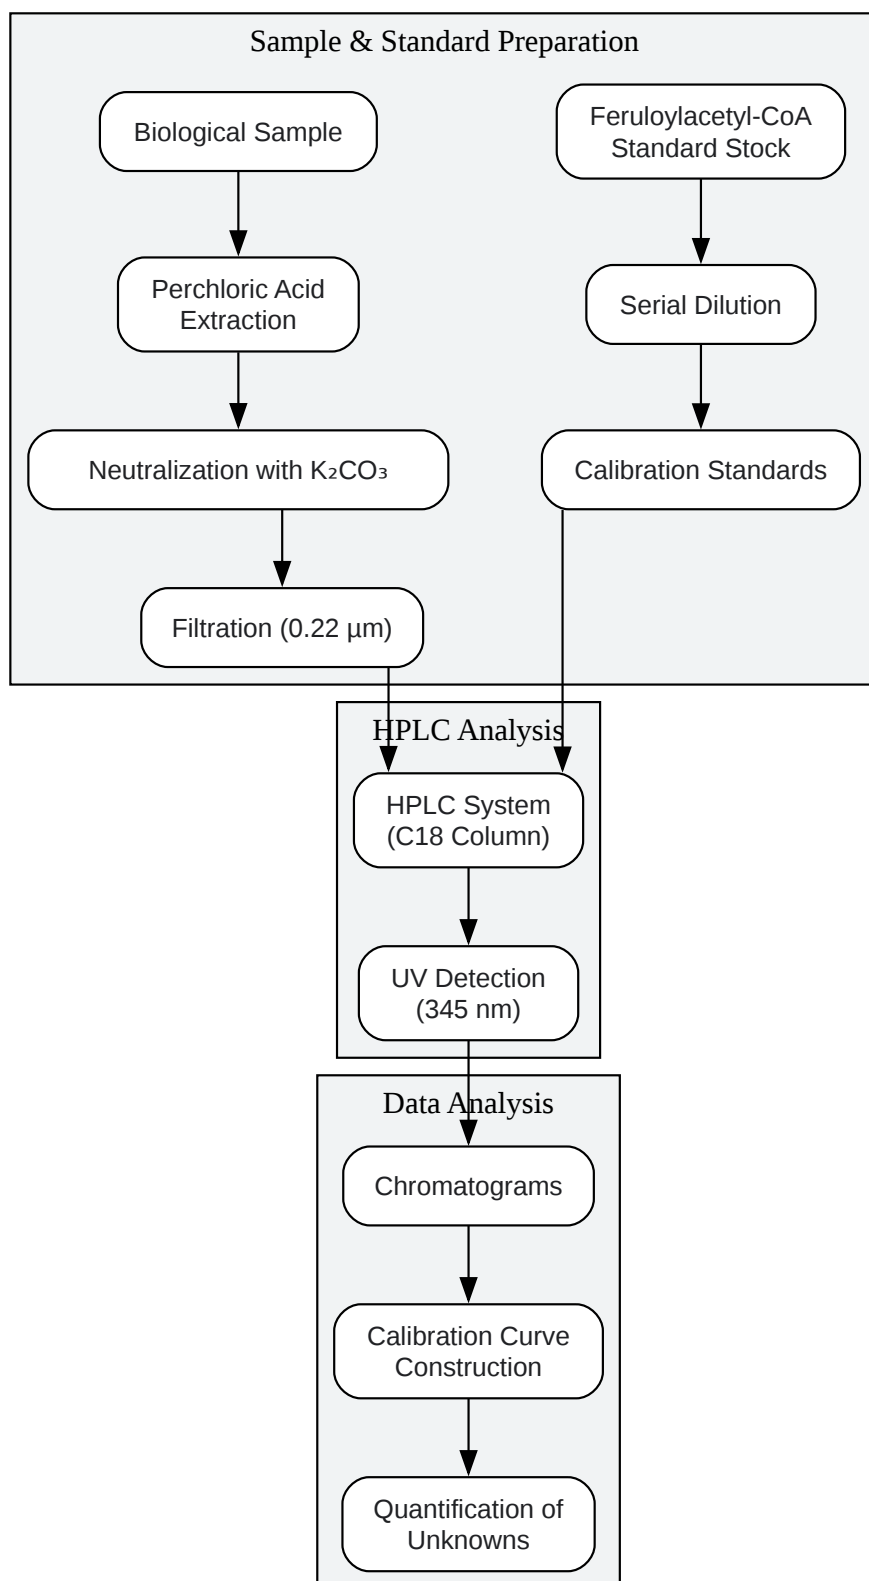 Sample & Standard Preparation
Biological Sample
Feruloylacetyl-CoA
Standard Stock
Perchloric Acid
Extraction
Serial Dilution
Neutralization with K₂CO₃
Calibration Standards
Filtration (0.22 µm)
HPLC Analysis
HPLC System
(C18 Column)
UV Detection
(345 nm)
Data Analysis
Chromatograms
Calibration Curve
Construction
Quantification of
Unknowns